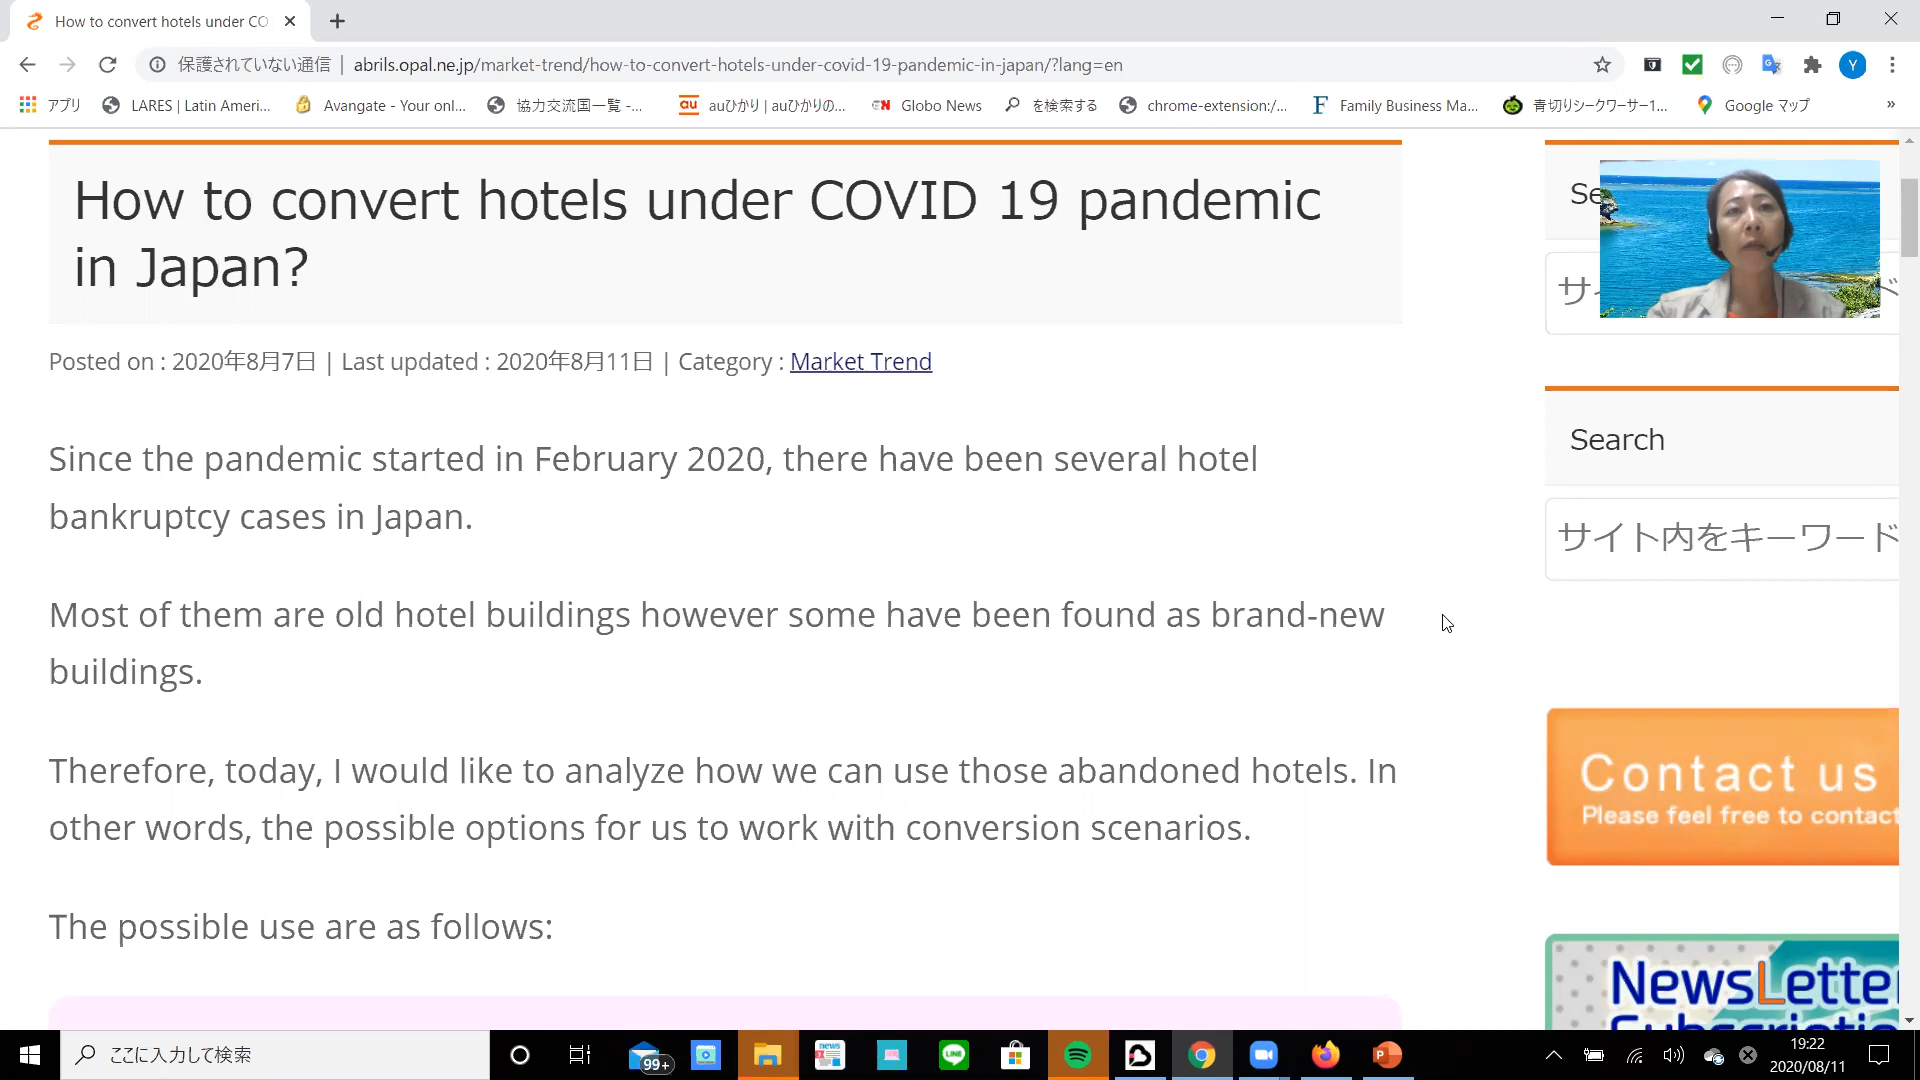 How to convert hotels under CO
保護されていない通信
abrils.opal.ne.jp/market-trend/how-to-convert-hotels-under-covid-19-pandemic-in-japan/?lang=en
Y
アプリ
LARES | Latin Ameri...
Avangate - Your onl...
協力交流国一覧 -...
au
auひかり | auひかりの...
Globo News
を検索する
chrome-extension:/...
Family Business Ma...
青切りシークワーサー1...
Google マップ
»
How to convert hotels under COVID 19 pandemic
in Japan?
Posted on : 2020年8月7日 | Last updated : 2020年8月11日 | Category : Market Trend
Since the pandemic started in February 2020, there have been several hotel
bankruptcy cases in Japan.
Most of them are old hotel buildings however some have been found as brand-new
buildings.
Therefore, today, I would like to analyze how we can use those abandoned hotels. In
other words, the possible options for us to work with conversion scenarios.
The possible use are as follows:
Se
サイ
Search
サイト内をキーワード
Contact us
Please feel free to contact
NewsLetter
Subscription
ここに入力して検索
99+
news
LINE
19:22
2020/08/11